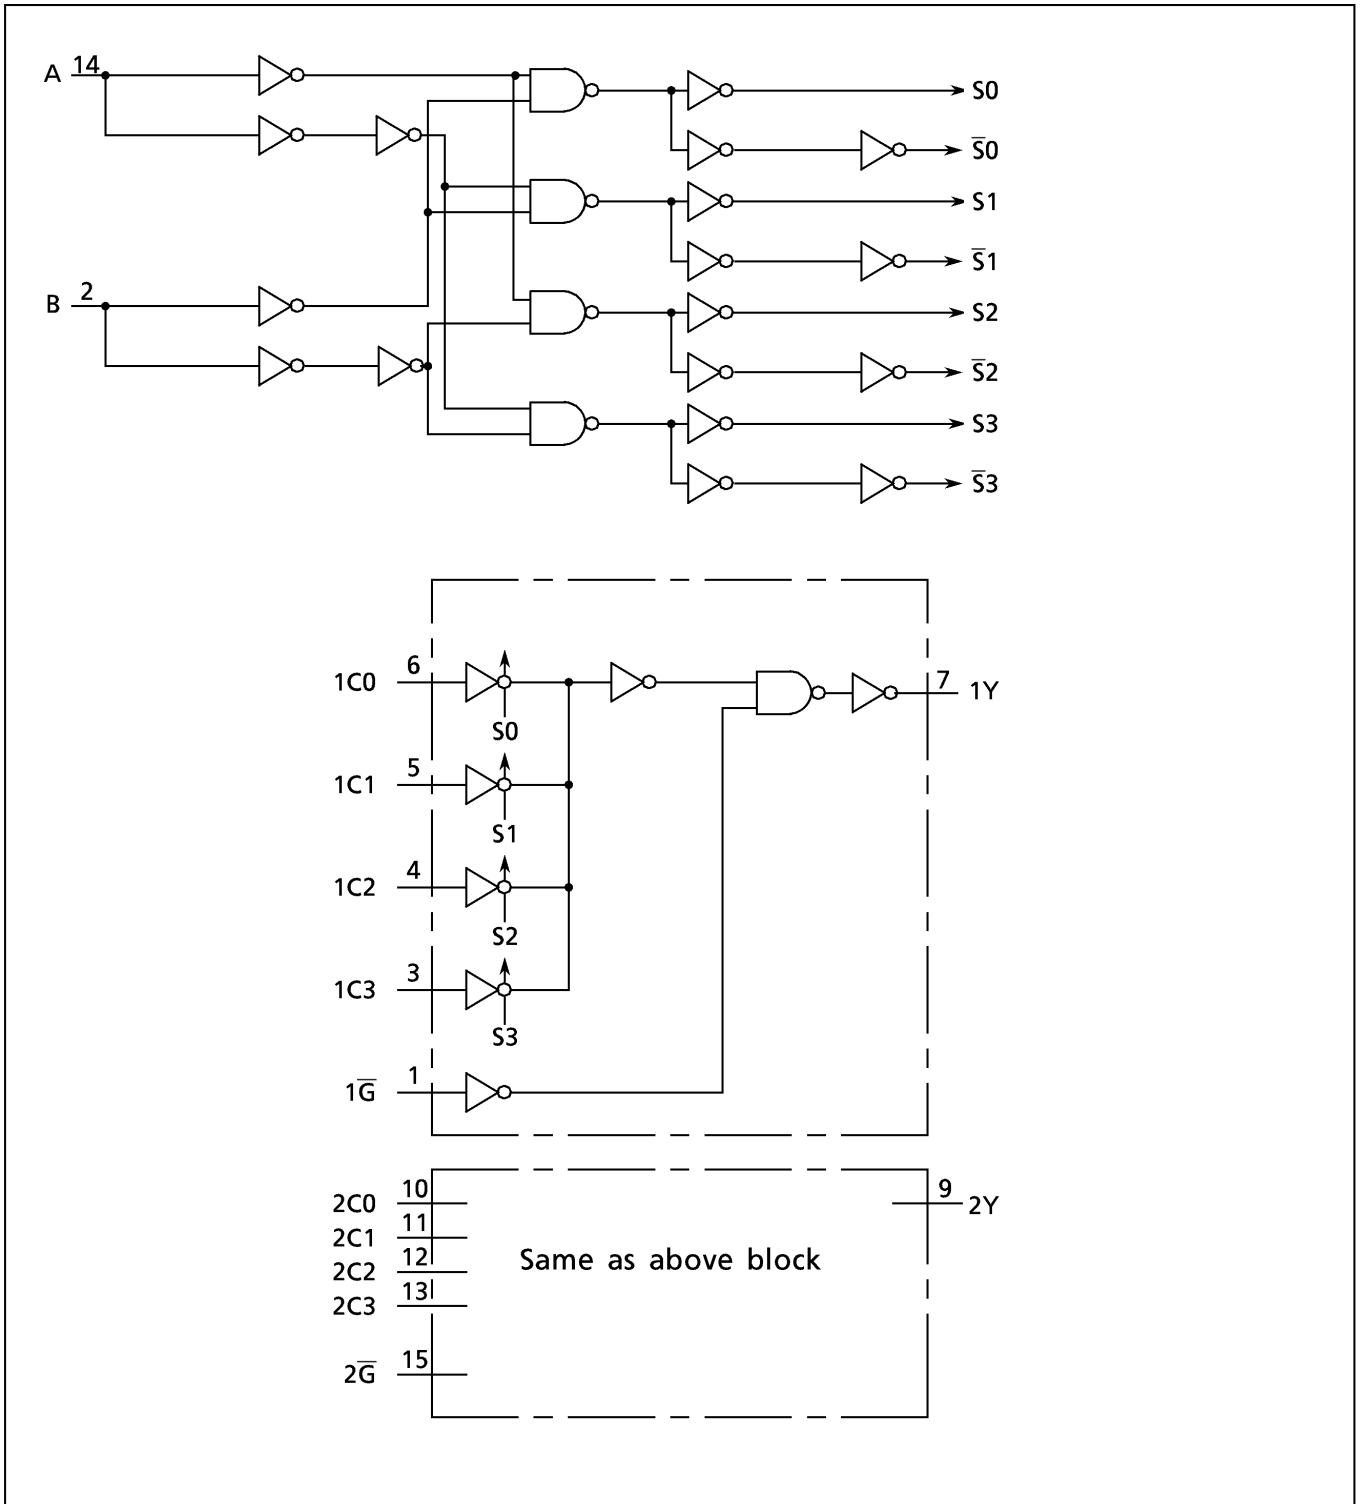 A 14
S0
S̅0
S1
S̅1
B 2
S2
S̅2
S3
S̅3
1C0 6
S0
7 1Y
1C1 5
S1
1C2 4
S2
1C3 3
S3
1G̅ 1
2C0 10
9 2Y
2C1 11
Same as above block
2C2 12
2C3 13
2G̅ 15